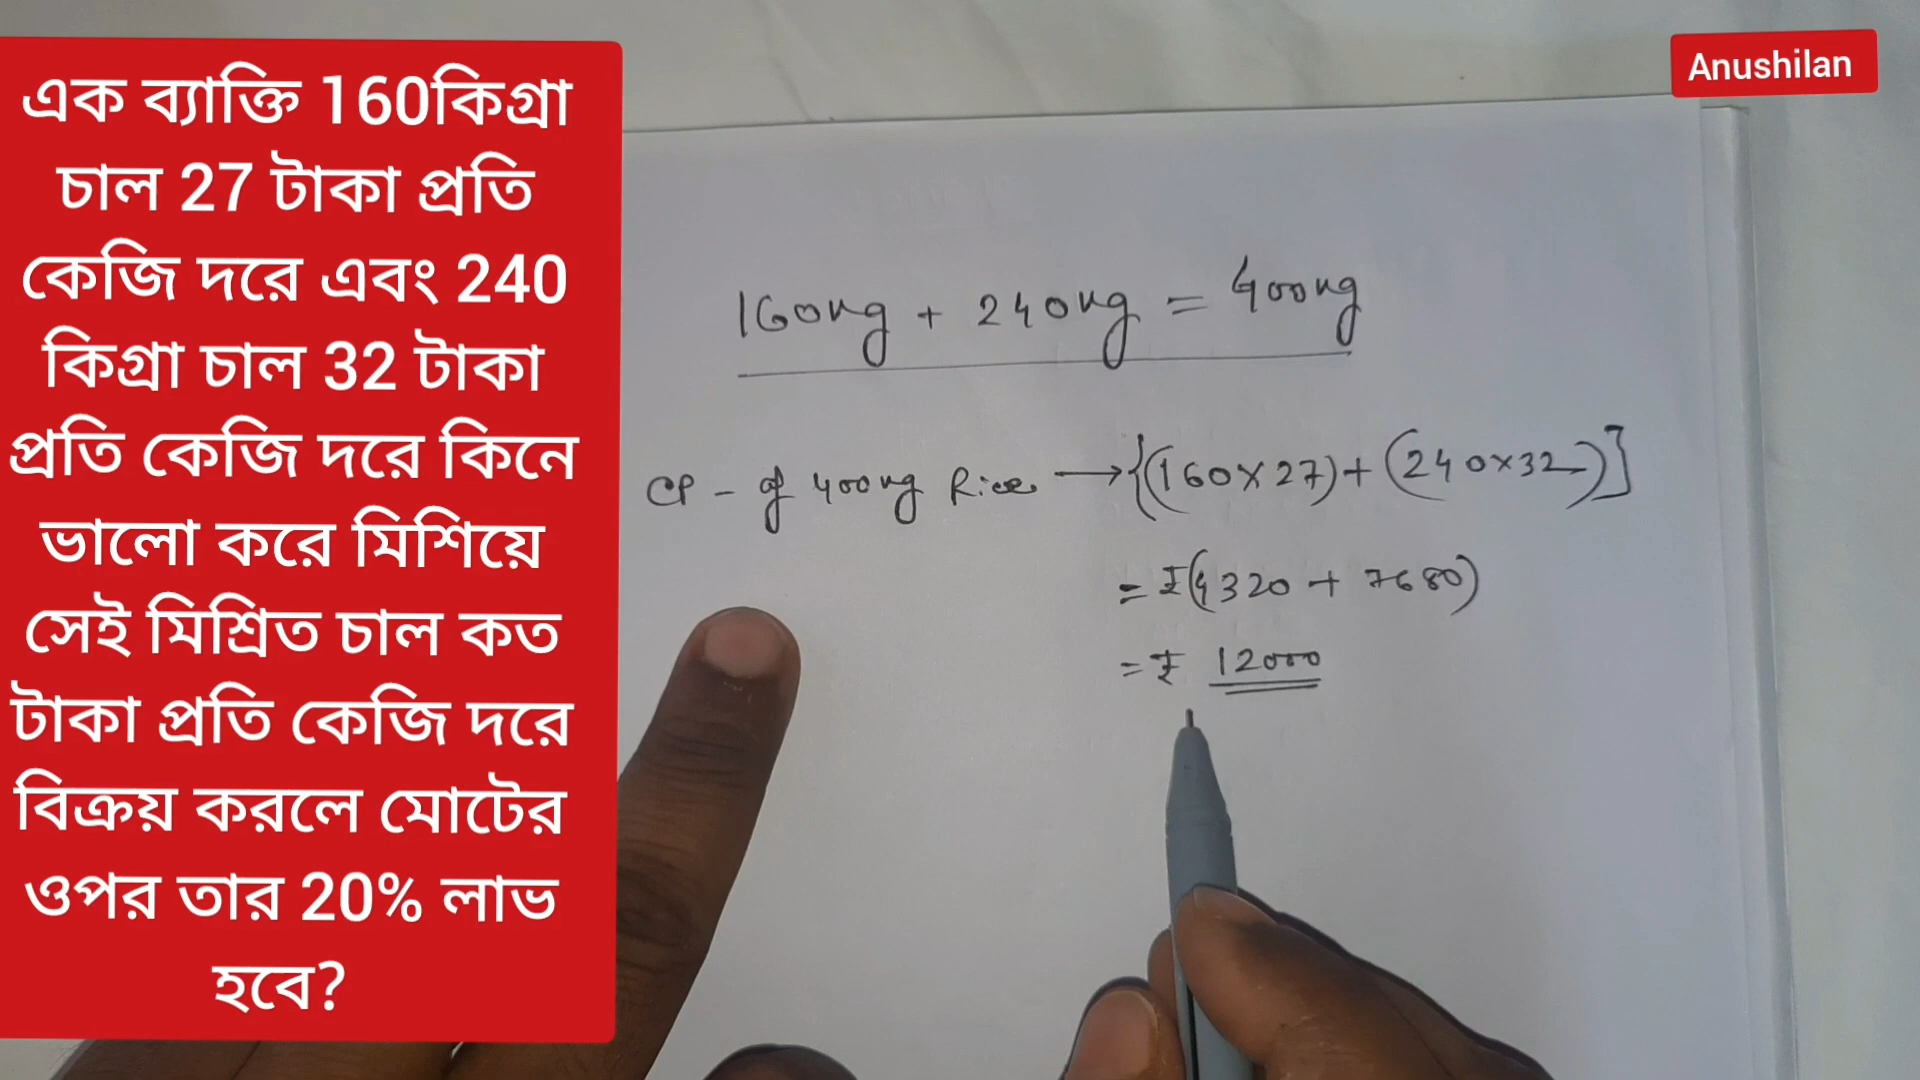 এক ব্যাক্তি 160কিগ্রা
চাল 27 টাকা প্রতি
কেজি দরে এবং 240
কিগ্রা চাল 32 টাকা
প্রতি কেজি দরে কিনে
ভালো করে মিশিয়ে
সেই মিশ্রিত চাল কত
টাকা প্রতি কেজি দরে
বিক্রয় করলে মোটের
ওপর তার 20% লাভ
হবে?
Anushilan
160kg + 240kg = 400kg
CP - of 400kg Rice → {(160×27)+(240×32)]
= ₹(4320 + 7680)
= ₹ 12000